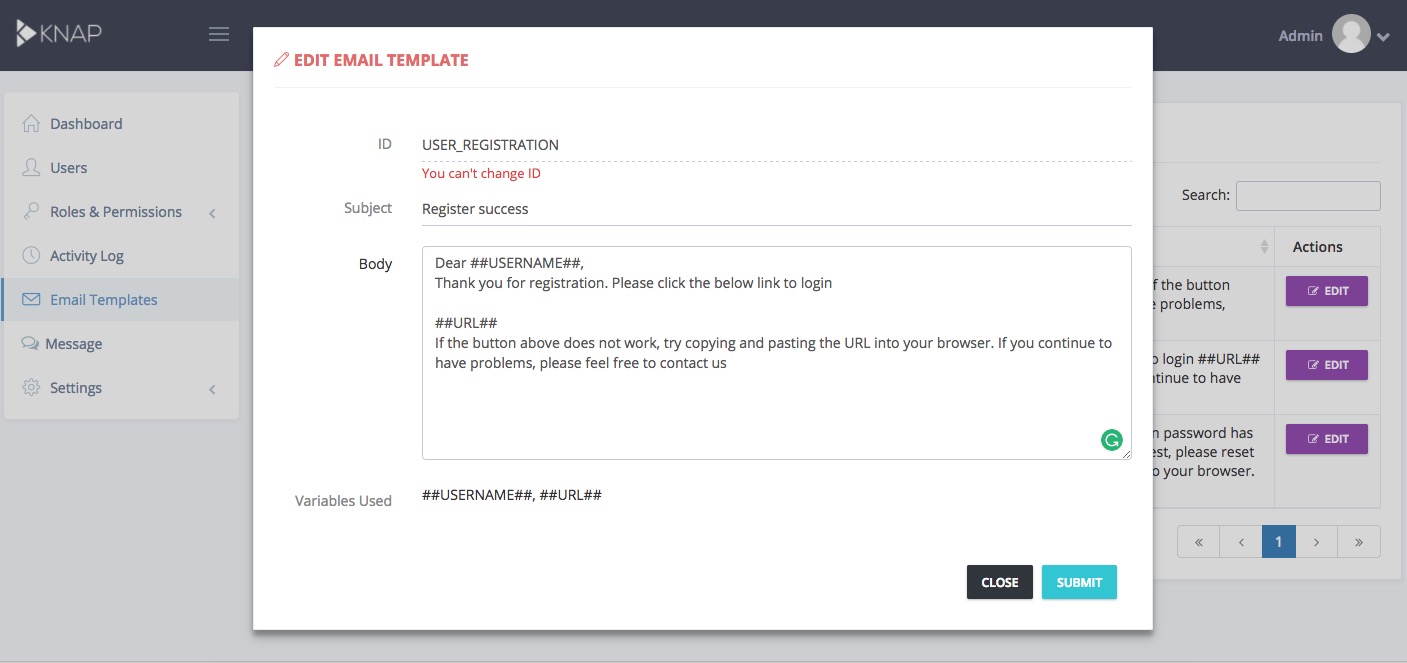 KNAP
Admin
Dashboard
Users
Roles & Permissions
Activity Log
Email Templates
Message
Settings
EDIT EMAIL TEMPLATE
ID
USER_REGISTRATION
You can't change ID
Subject
Register success
Body
Dear ##USERNAME##,
Thank you for registration. Please click the below link to login
##URL##
If the button above does not work, try copying and pasting the URL into your browser. If you continue to
have problems, please feel free to contact us
Variables Used
##USERNAME##, ##URL##
CLOSE
SUBMIT
Search:
Actions
f the button
problems,
EDIT
login ##URL##
ntinue to have
EDIT
password has
est, please reset
o your browser.
EDIT
« ‹ 1 › »